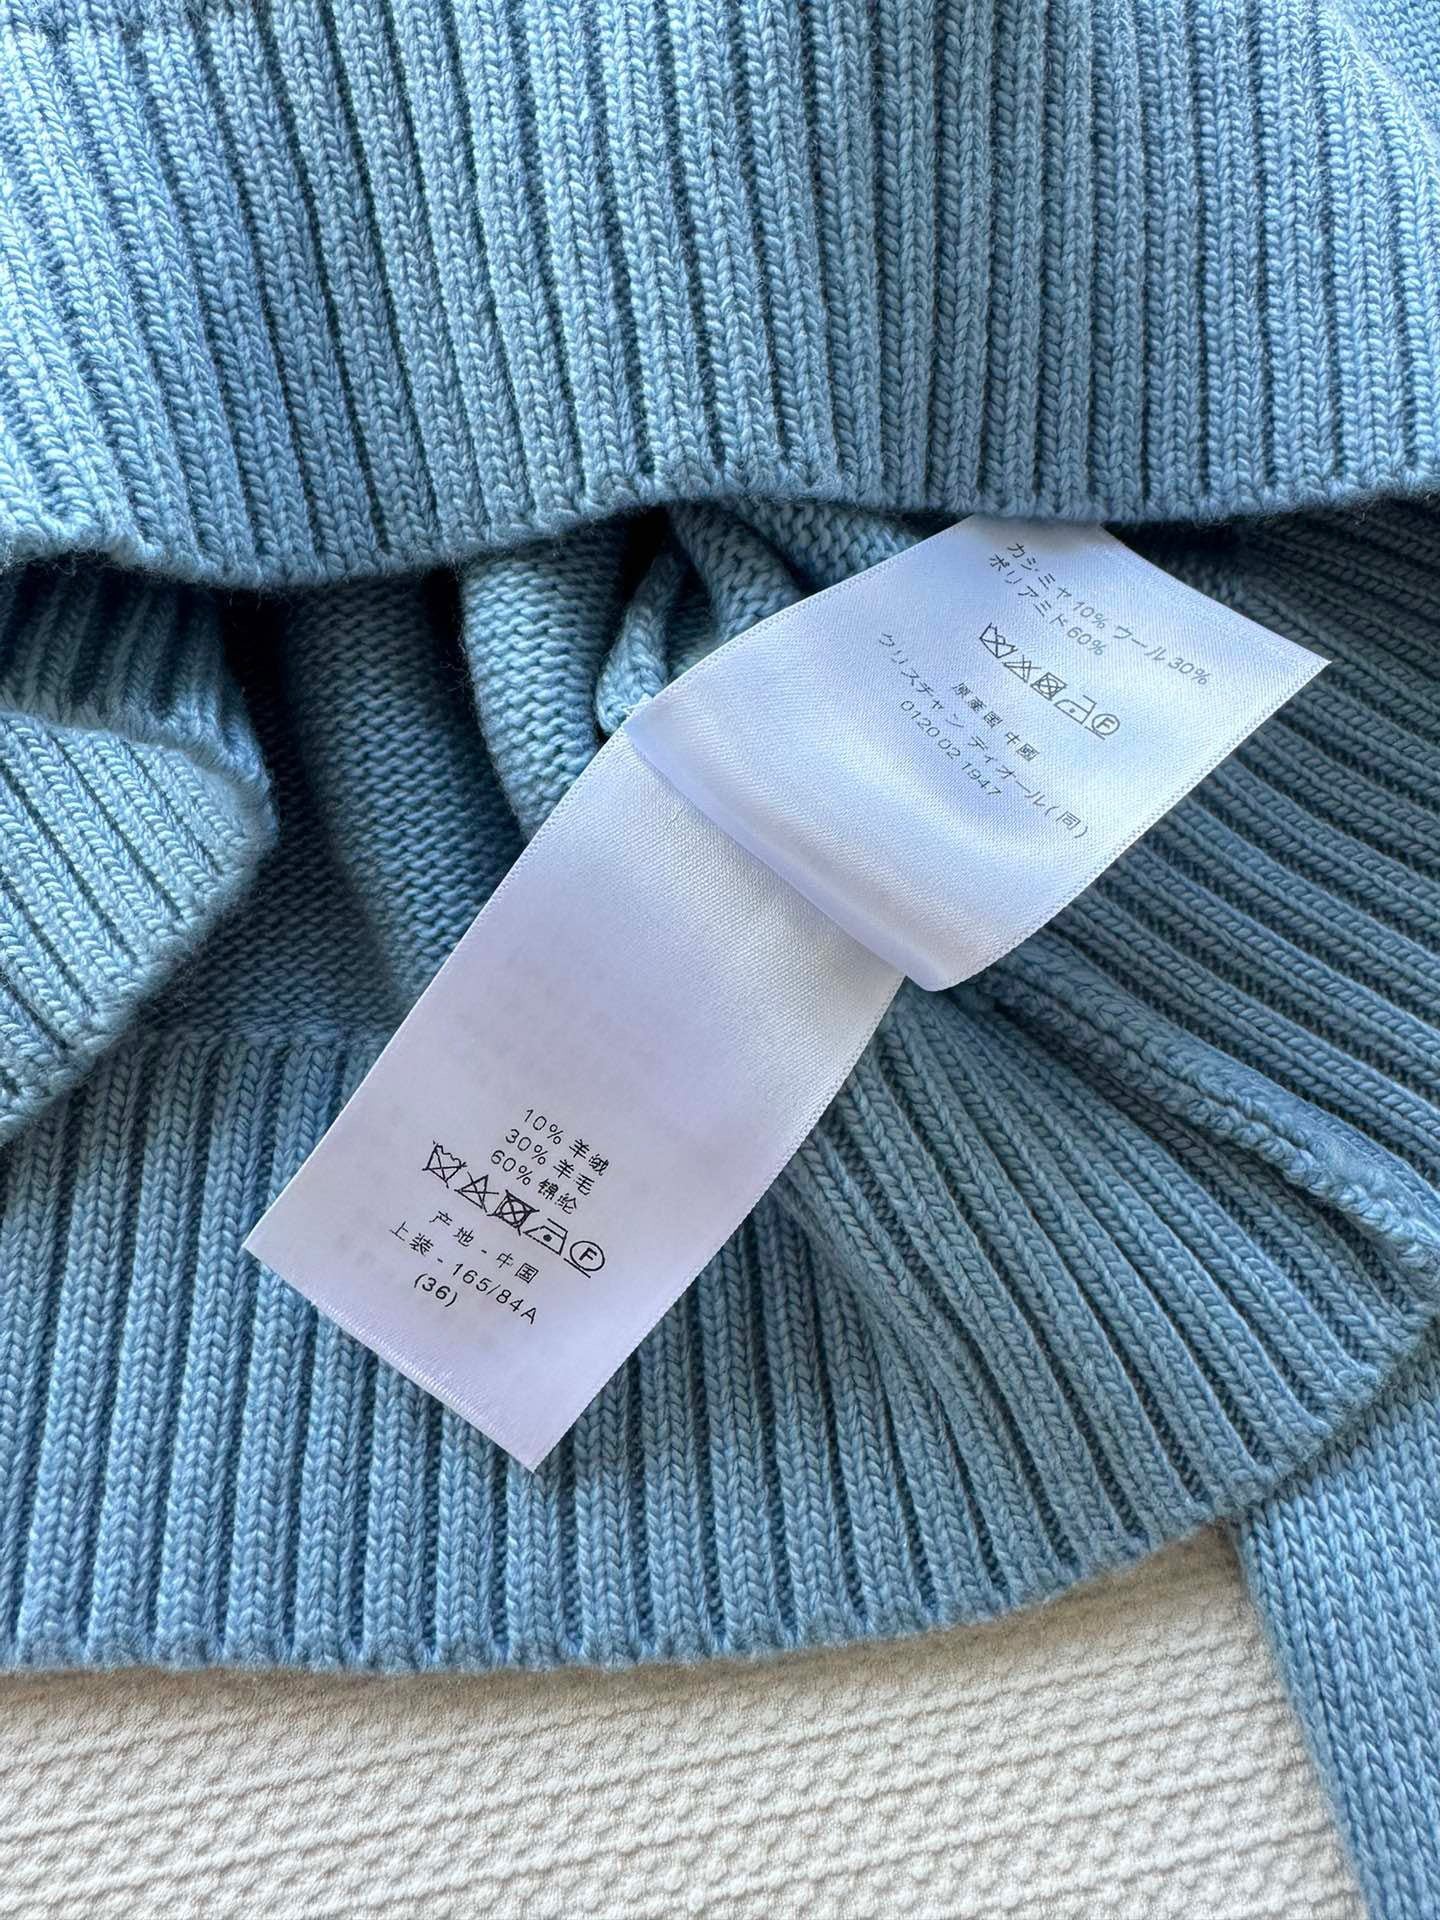 カシミヤ10% ウール30%
ポリアミド60%
F
原産国 中國
クリスチャン ディオール(同)
0120 02 1947
10% 羊绒
30% 羊毛
60% 锦纶
F
产地 - 中国
上装 - 165/84A
(36)